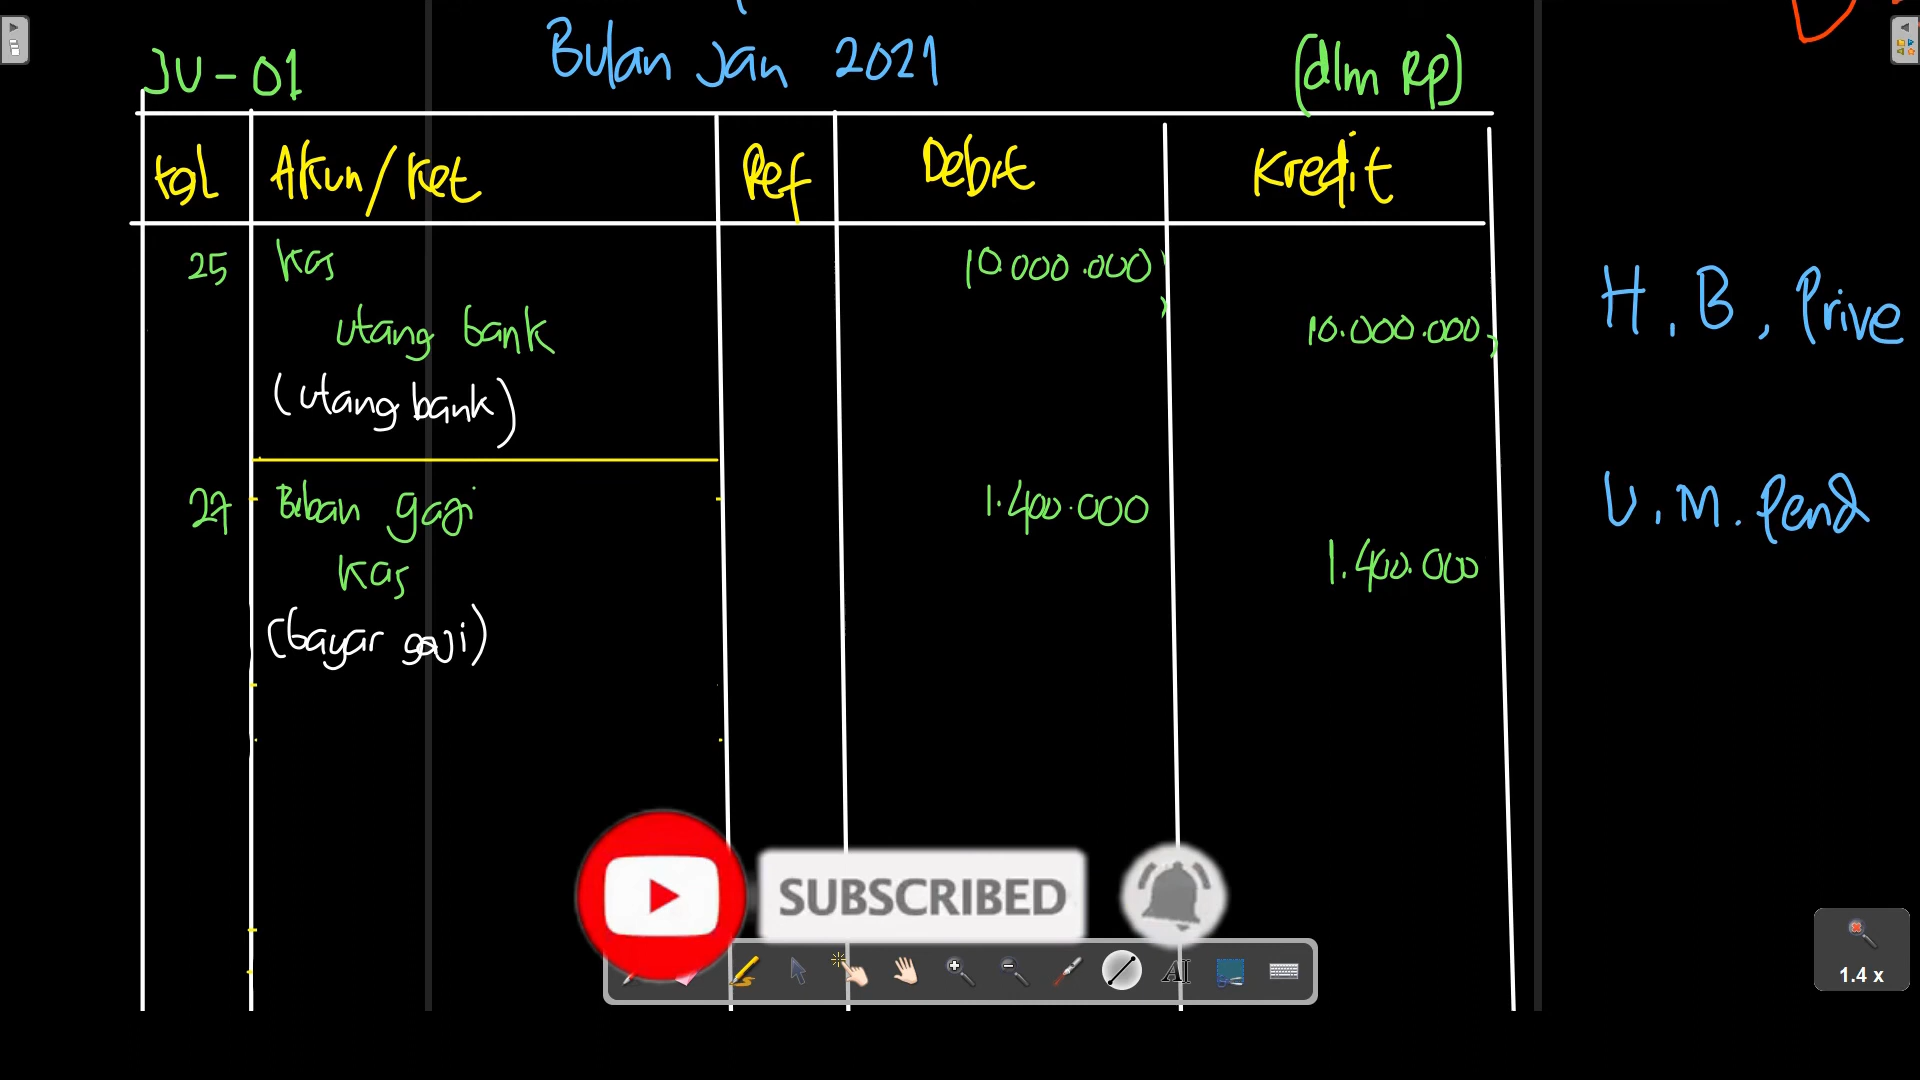 JU-01 Bulan Jan 2021 (dlm Rp)
tgl Akun/Ket Ref Debit Kredit
25 Kas 10.000.000
utang bank 10.000.000
(utang bank)
27 Beban gaji 1.400.000
Kas 1.400.000
(bayar gaji)
H, B, Prive
U. M. Pend
SUBSCRIBED
AI
1.4 x